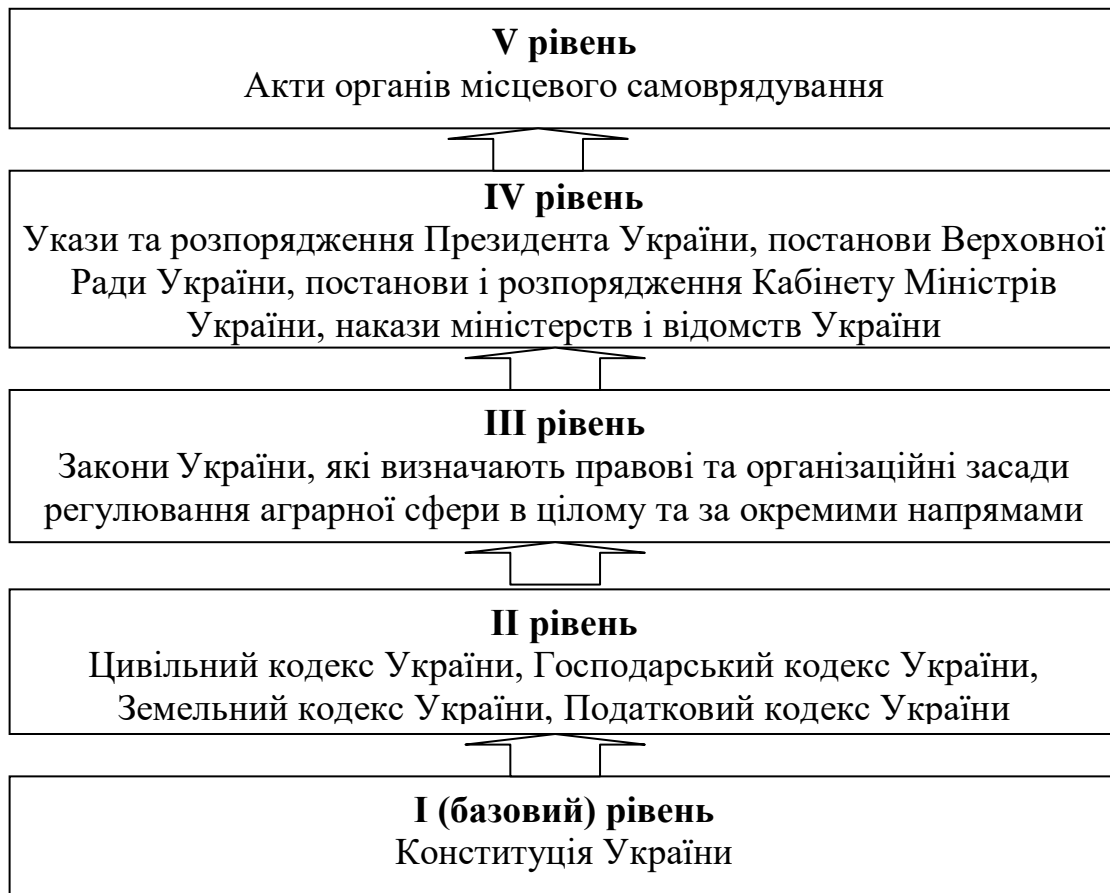 V рівень
Акти органів місцевого самоврядування
IV рівень
Укази та розпорядження Президента України, постанови Верховної
Ради України, постанови і розпорядження Кабінету Міністрів
України, накази міністерств і відомств України
III рівень
Закони України, які визначають правові та організаційні засади
регулювання аграрної сфери в цілому та за окремими напрямами
II рівень
Цивільний кодекс України, Господарський кодекс України,
Земельний кодекс України, Податковий кодекс України
I (базовий) рівень
Конституція України